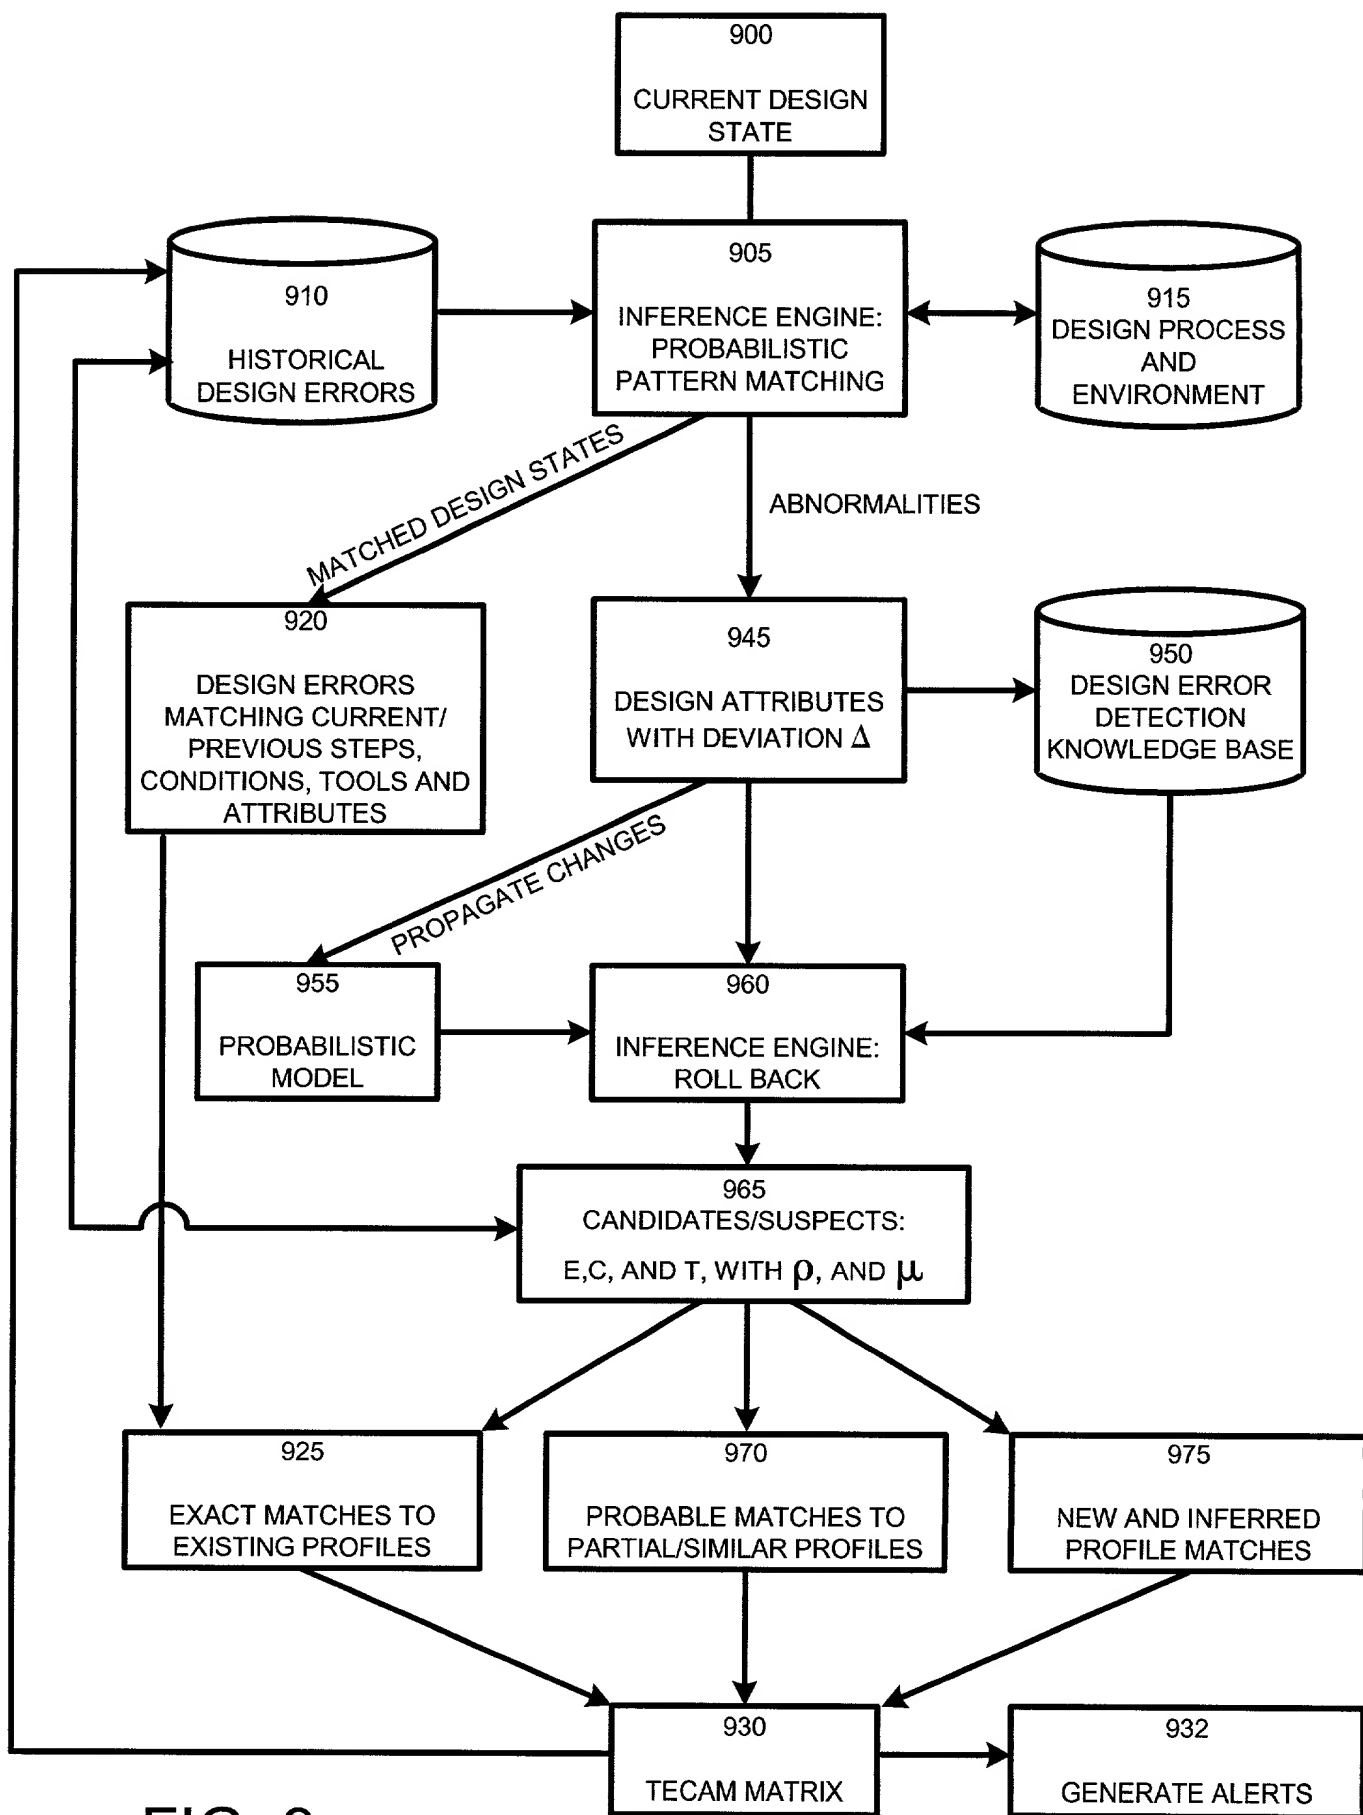 900
CURRENT DESIGN
STATE
910
HISTORICAL
DESIGN ERRORS
905
INFERENCE ENGINE:
PROBABILISTIC
PATTERN MATCHING
915
DESIGN PROCESS
AND
ENVIRONMENT
MATCHED DESIGN STATES
ABNORMALITIES
920
DESIGN ERRORS
MATCHING CURRENT/
PREVIOUS STEPS,
CONDITIONS, TOOLS AND
ATTRIBUTES
945
DESIGN ATTRIBUTES
WITH DEVIATION Δ
950
DESIGN ERROR
DETECTION
KNOWLEDGE BASE
PROPAGATE CHANGES
955
PROBABILISTIC
MODEL
960
INFERENCE ENGINE:
ROLL BACK
965
CANDIDATES/SUSPECTS:
E,C, AND T, WITH ρ, AND μ
925
EXACT MATCHES TO
EXISTING PROFILES
970
PROBABLE MATCHES TO
PARTIAL/SIMILAR PROFILES
975
NEW AND INFERRED
PROFILE MATCHES
930
TECAM MATRIX
932
GENERATE ALERTS